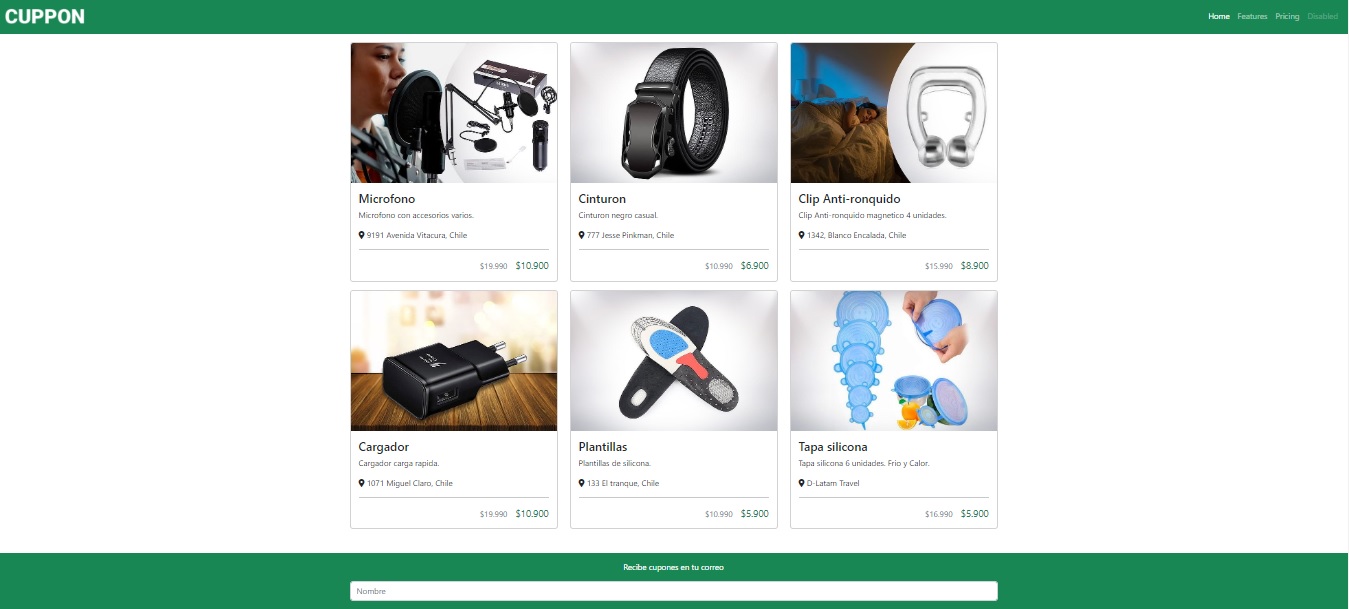 CUPPON
Home Features Pricing Disabled
Microfono
Microfono con accesorios varios.
9191 Avenida Vitacura, Chile
$19.990 $10.900
Cinturon
Cinturon negro casual.
777 Jesse Pinkman, Chile
$10.990 $6.900
Clip Anti-ronquido
Clip Anti-ronquido magnetico 4 unidades.
1342, Blanco Encalada, Chile
$15.990 $8.900
Cargador
Cargador carga rapida.
1071 Miguel Claro, Chile
$19.990 $10.900
Plantillas
Plantillas de silicona.
133 El tranque, Chile
$10.990 $5.900
Tapa silicona
Tapa silicona 6 unidades. Frio y Calor.
D-Latam Travel
$16.990 $5.900
Recibe cupones en tu correo
Nombre